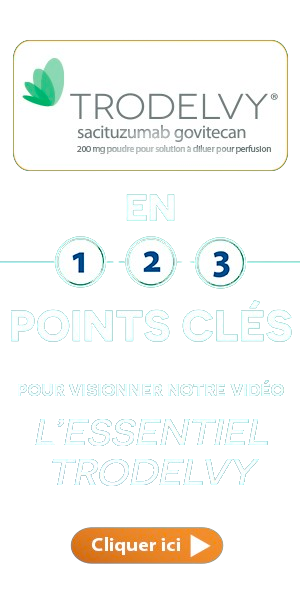 TRODELVY®
sacituzumab govitecan
200 mg poudre pour solution à diluer pour perfusion
EN
1 2 3
POINTS CLÉS
POUR VISIONNER NOTRE VIDÉO
L'ESSENTIEL
TRODELVY
Cliquer ici